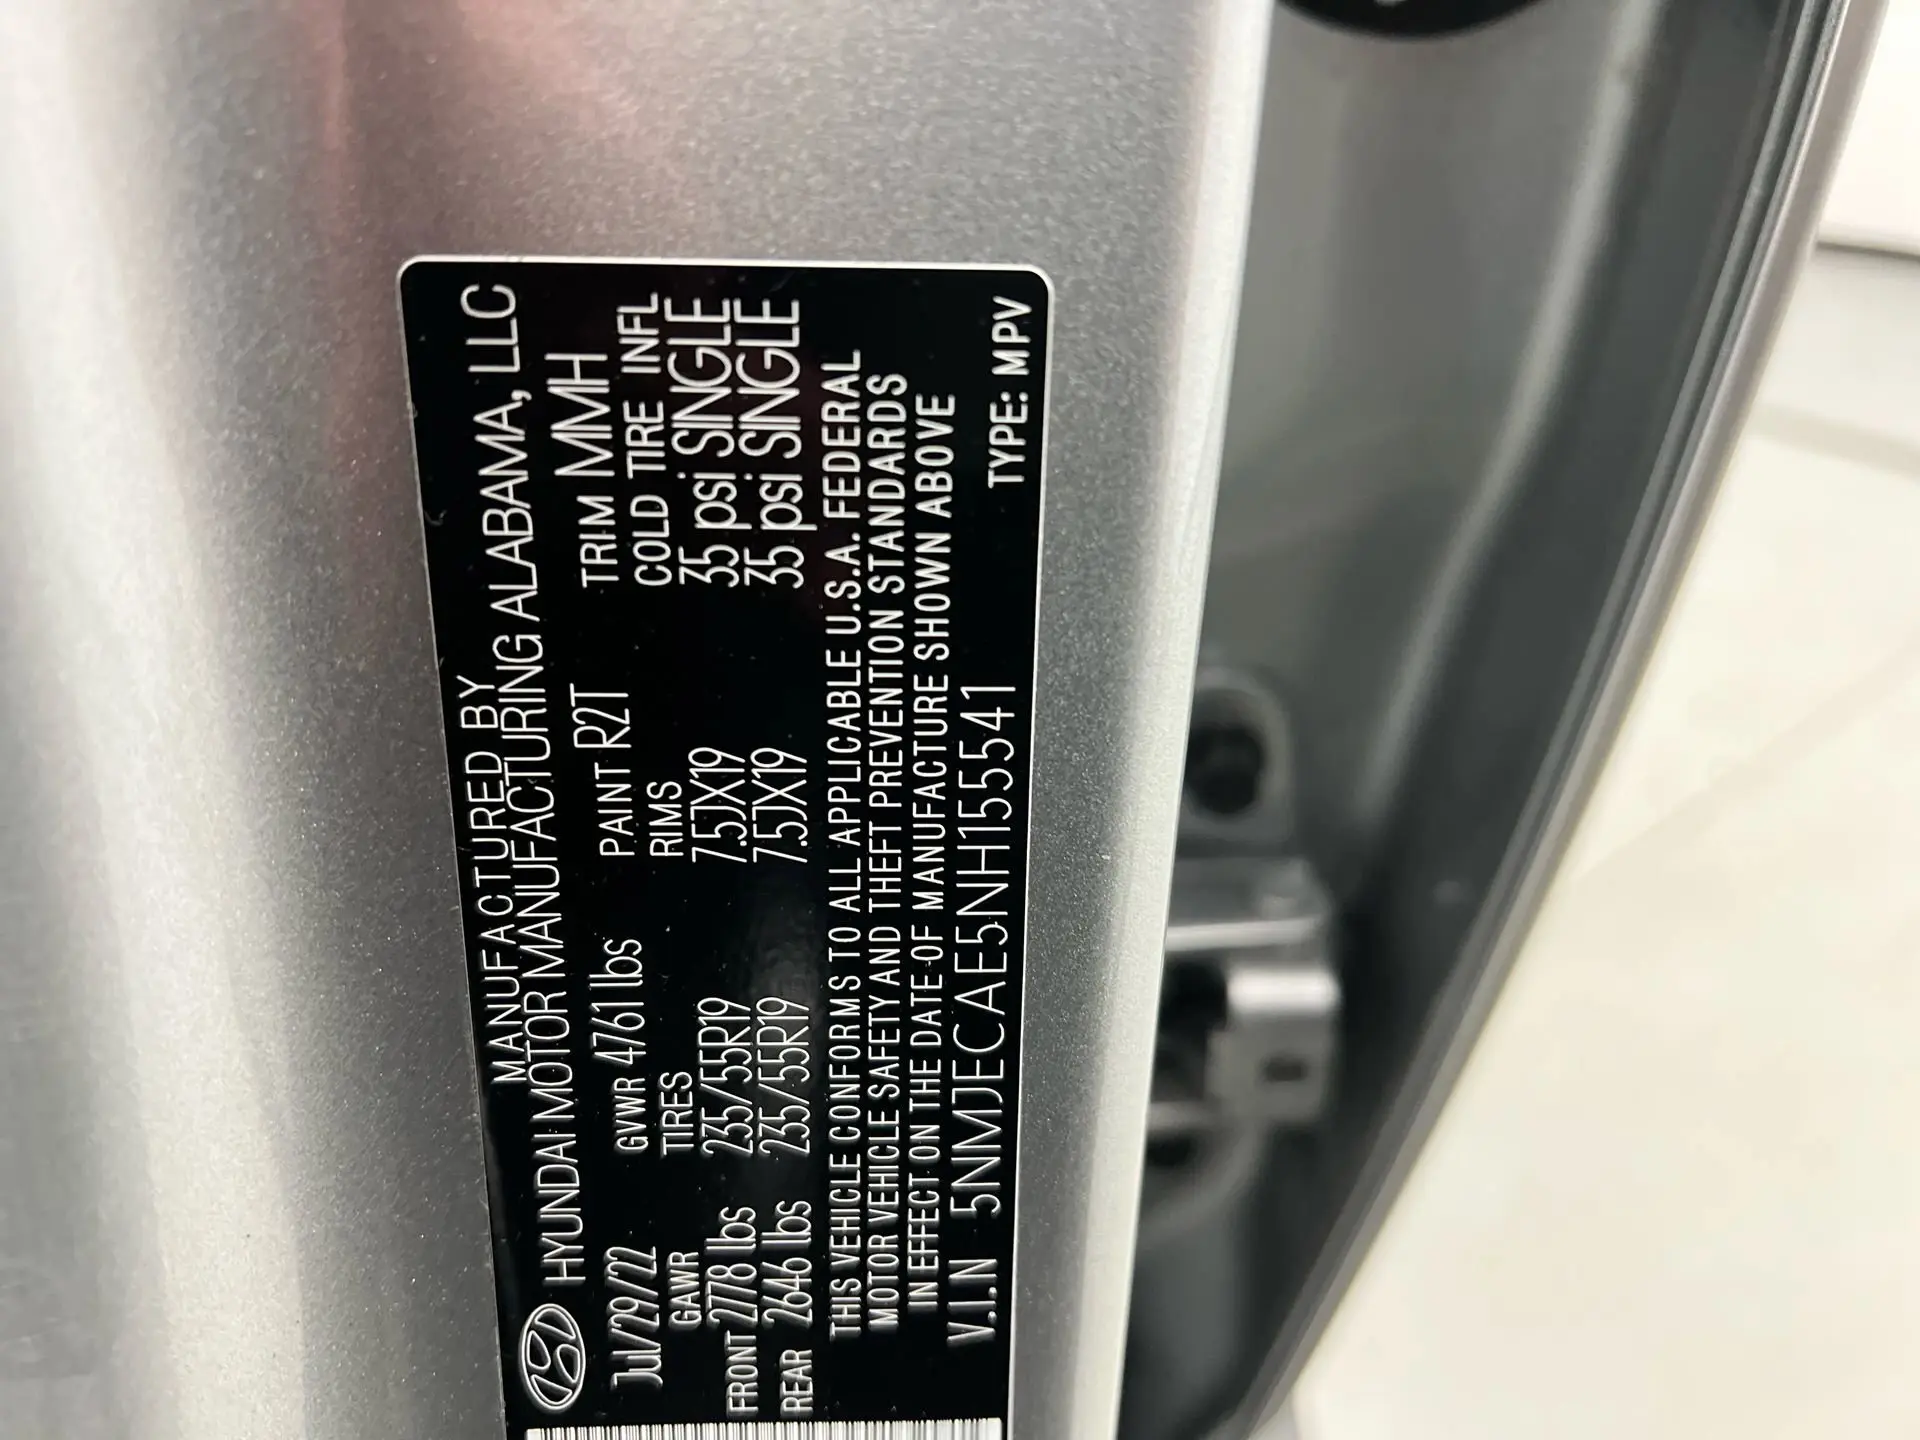 MANUFACTURED BY
HYUNDAI MOTOR MANUFACTURING ALABAMA, LLC
Jul/29/22 GVWR 4761 lbs PAINT R2T TRIM MMH
GAWR TIRES RIMS COLD TIRE INFL
FRONT 2778 lbs 235/55R19 7.5JX19 35 psi SINGLE
REAR 2646 lbs 235/55R19 7.5JX19 35 psi SINGLE
THIS VEHICLE CONFORMS TO ALL APPLICABLE U.S.A. FEDERAL
MOTOR VEHICLE SAFETY AND THEFT PREVENTION STANDARDS
IN EFFECT ON THE DATE OF MANUFACTURE SHOWN ABOVE
V.I.N 5NMJECAE5NH155541 TYPE: MPV